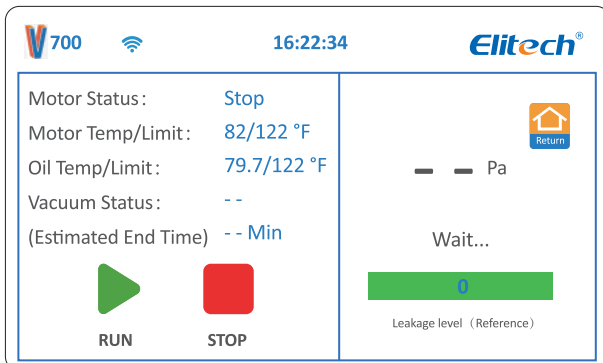 V700 16:22:34 Elitech®
Motor Status: Stop
Motor Temp/Limit: 82/122 °F
Oil Temp/Limit: 79.7/122 °F
Vacuum Status: - -
(Estimated End Time) - - Min
RUN STOP
Return
– – Pa
Wait...
0
Leakage level（Reference）